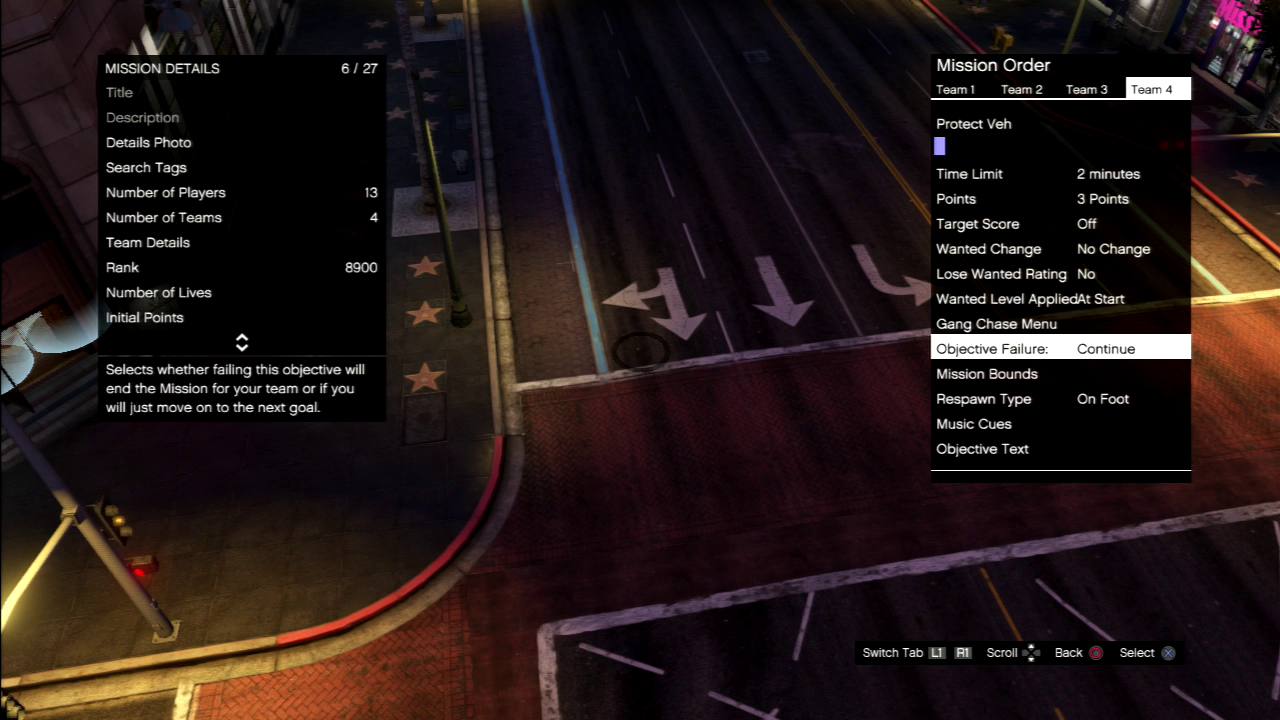 MISSION DETAILS 6 / 27
Title
Description
Details Photo
Search Tags
Number of Players 13
Number of Teams 4
Team Details
Rank 8900
Number of Lives
Initial Points
Selects whether failing this objective will
end the Mission for your team or if you
will just move on to the next goal.
Mission Order
Team 1 Team 2 Team 3 Team 4
Protect Veh
Time Limit 2 minutes
Points 3 Points
Target Score Off
Wanted Change No Change
Lose Wanted Rating No
Wanted Level Applied At Start
Gang Chase Menu
Objective Failure: Continue
Mission Bounds
Respawn Type On Foot
Music Cues
Objective Text
Switch Tab L1 R1 Scroll Back Select